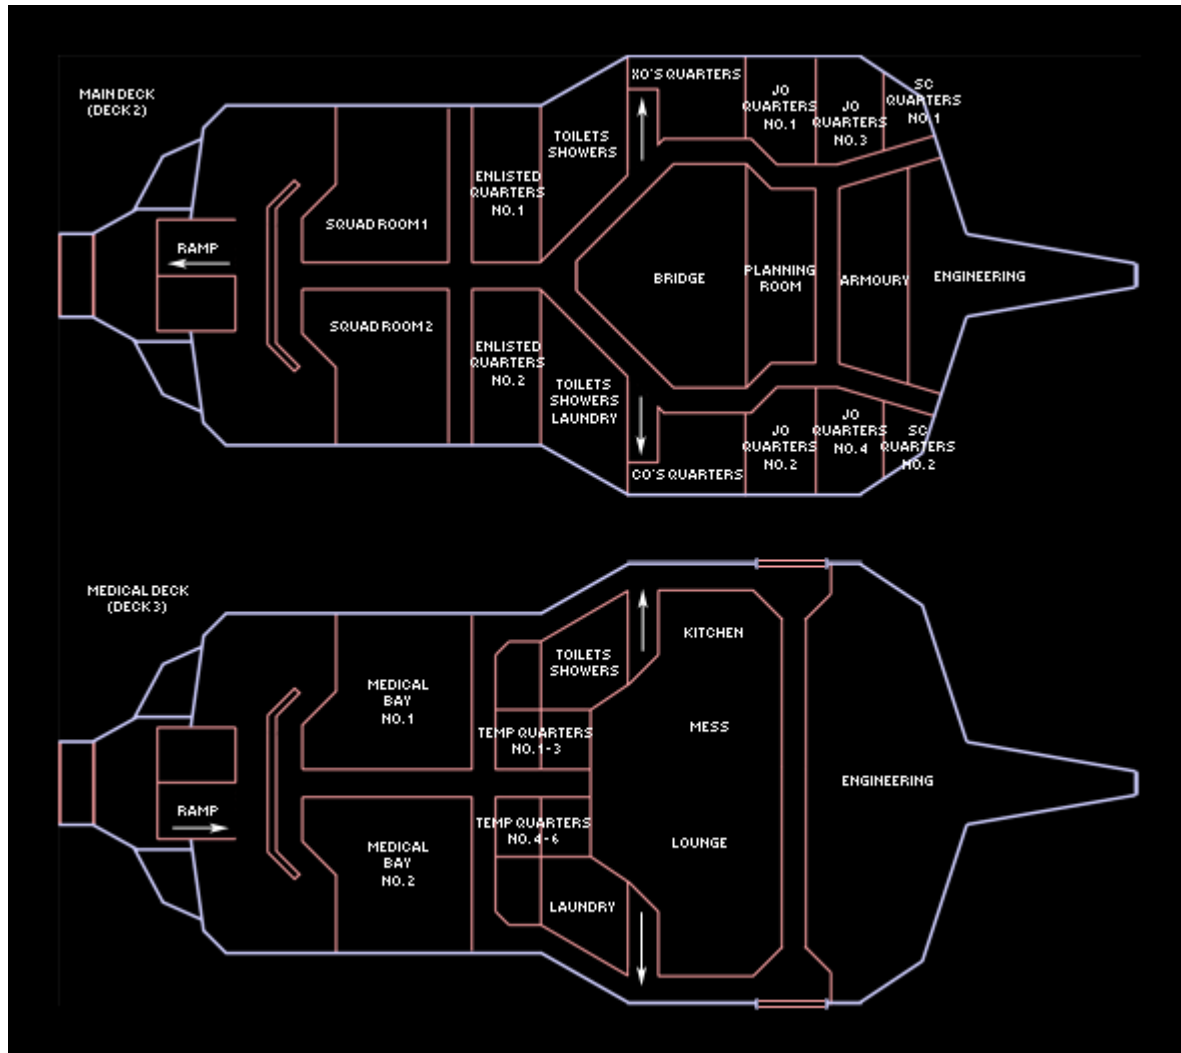 MAIN DECK
(DECK 2)
XO'S QUARTERS
JO
QUARTERS
NO.1
JO
QUARTERS
NO.3
SC
QUARTERS
NO.1
TOILETS
SHOWERS
ENLISTED
QUARTERS
NO.1
SQUAD ROOM 1
RAMP
BRIDGE
PLANNING
ROOM
ARMOURY
ENGINEERING
SQUAD ROOM 2
ENLISTED
QUARTERS
NO.2
TOILETS
SHOWERS
LAUNDRY
CO'S QUARTERS
JO
QUARTERS
NO.2
JO
QUARTERS
NO.4
SC
QUARTERS
NO.2
MEDICAL DECK
(DECK 3)
KITCHEN
TOILETS
SHOWERS
MEDICAL
BAY
NO.1
TEMP QUARTERS
NO.1-3
MESS
ENGINEERING
RAMP
TEMP QUARTERS
NO.4-6
LOUNGE
MEDICAL
BAY
NO.2
LAUNDRY